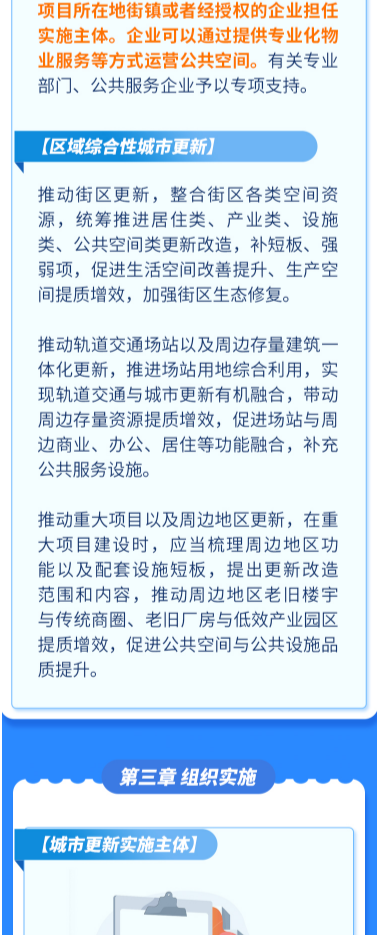 项目所在地街镇或者经授权的企业担任
实施主体。企业可以通过提供专业化物
业服务等方式运营公共空间。有关专业
部门、公共服务企业予以专项支持。
【区域综合性城市更新】
推动街区更新，整合街区各类空间资
源，统筹推进居住类、产业类、设施
类、公共空间类更新改造，补短板、强
弱项，促进生活空间改善提升、生产空
间提质增效，加强街区生态修复。
推动轨道交通场站以及周边存量建筑一
体化更新，推进场站用地综合利用，实
现轨道交通与城市更新有机融合，带动
周边存量资源提质增效，促进场站与周
边商业、办公、居住等功能融合，补充
公共服务设施。
推动重大项目以及周边地区更新，在重
大项目建设时，应当梳理周边地区功
能以及配套设施短板，提出更新改造
范围和内容，推动周边地区老旧楼宇
与传统商圈、老旧厂房与低效产业园区
提质增效，促进公共空间与公共设施品
质提升。
第三章 组织实施
【城市更新实施主体】